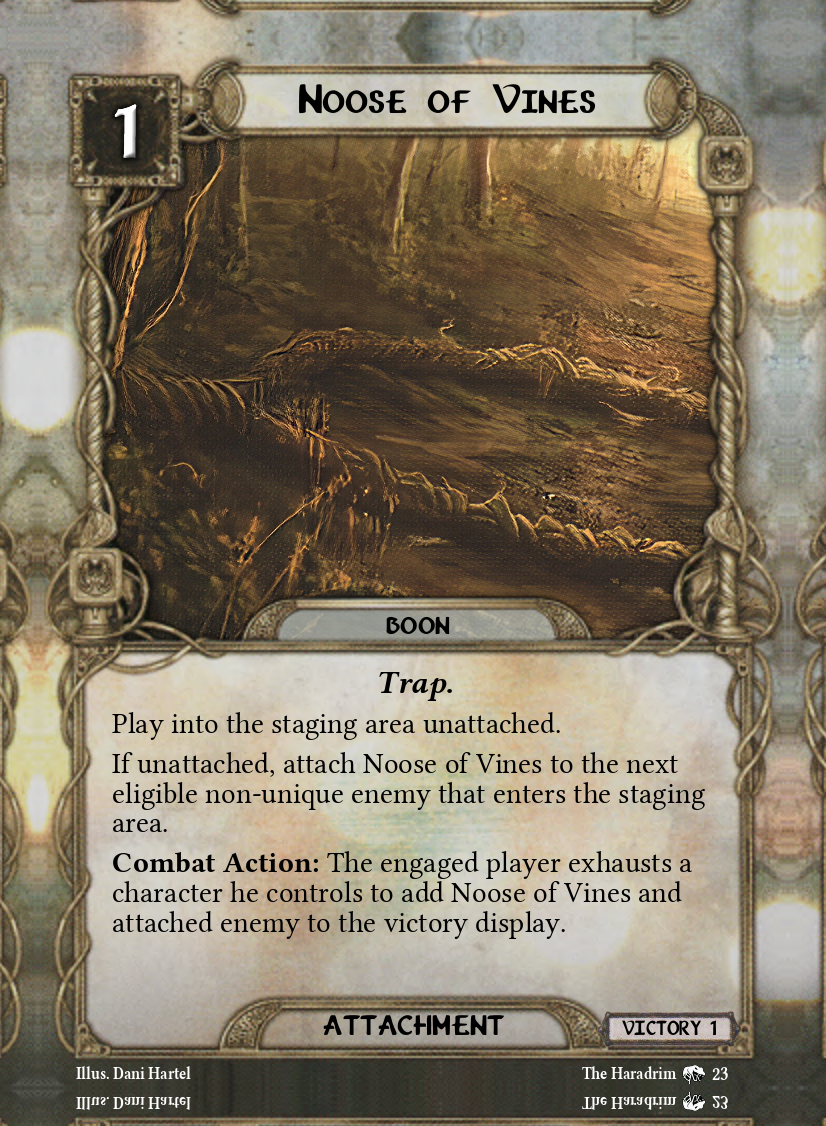 1
NOOSE OF VINES
BOON
Trap.
Play into the staging area unattached.
If unattached, attach Noose of Vines to the next
eligible non-unique enemy that enters the staging
area.
Combat Action: The engaged player exhausts a
character he controls to add Noose of Vines and
attached enemy to the victory display.
ATTACHMENT
VICTORY 1
Illus. Dani Hartel
The Haradrim 23